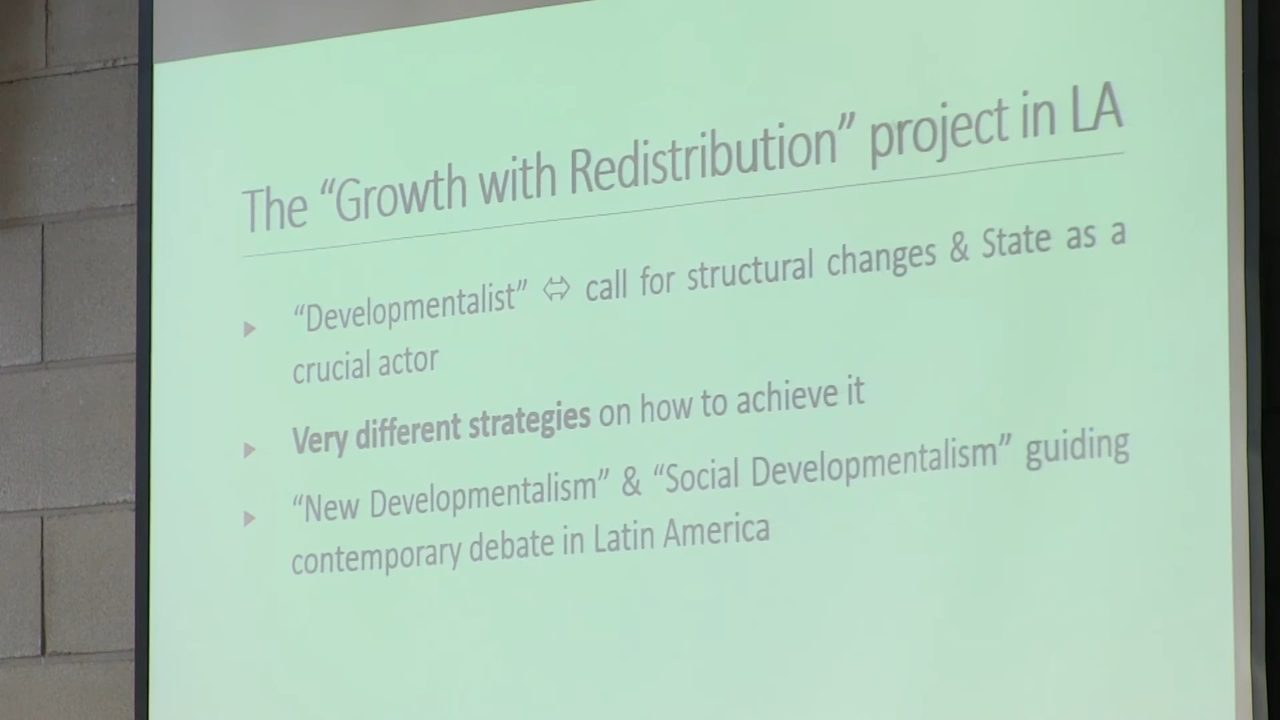 The “Growth with Redistribution” project in LA
“Developmentalist” ⬄ call for structural changes & State as a
crucial actor
Very different strategies on how to achieve it
“New Developmentalism” & “Social Developmentalism” guiding
contemporary debate in Latin America